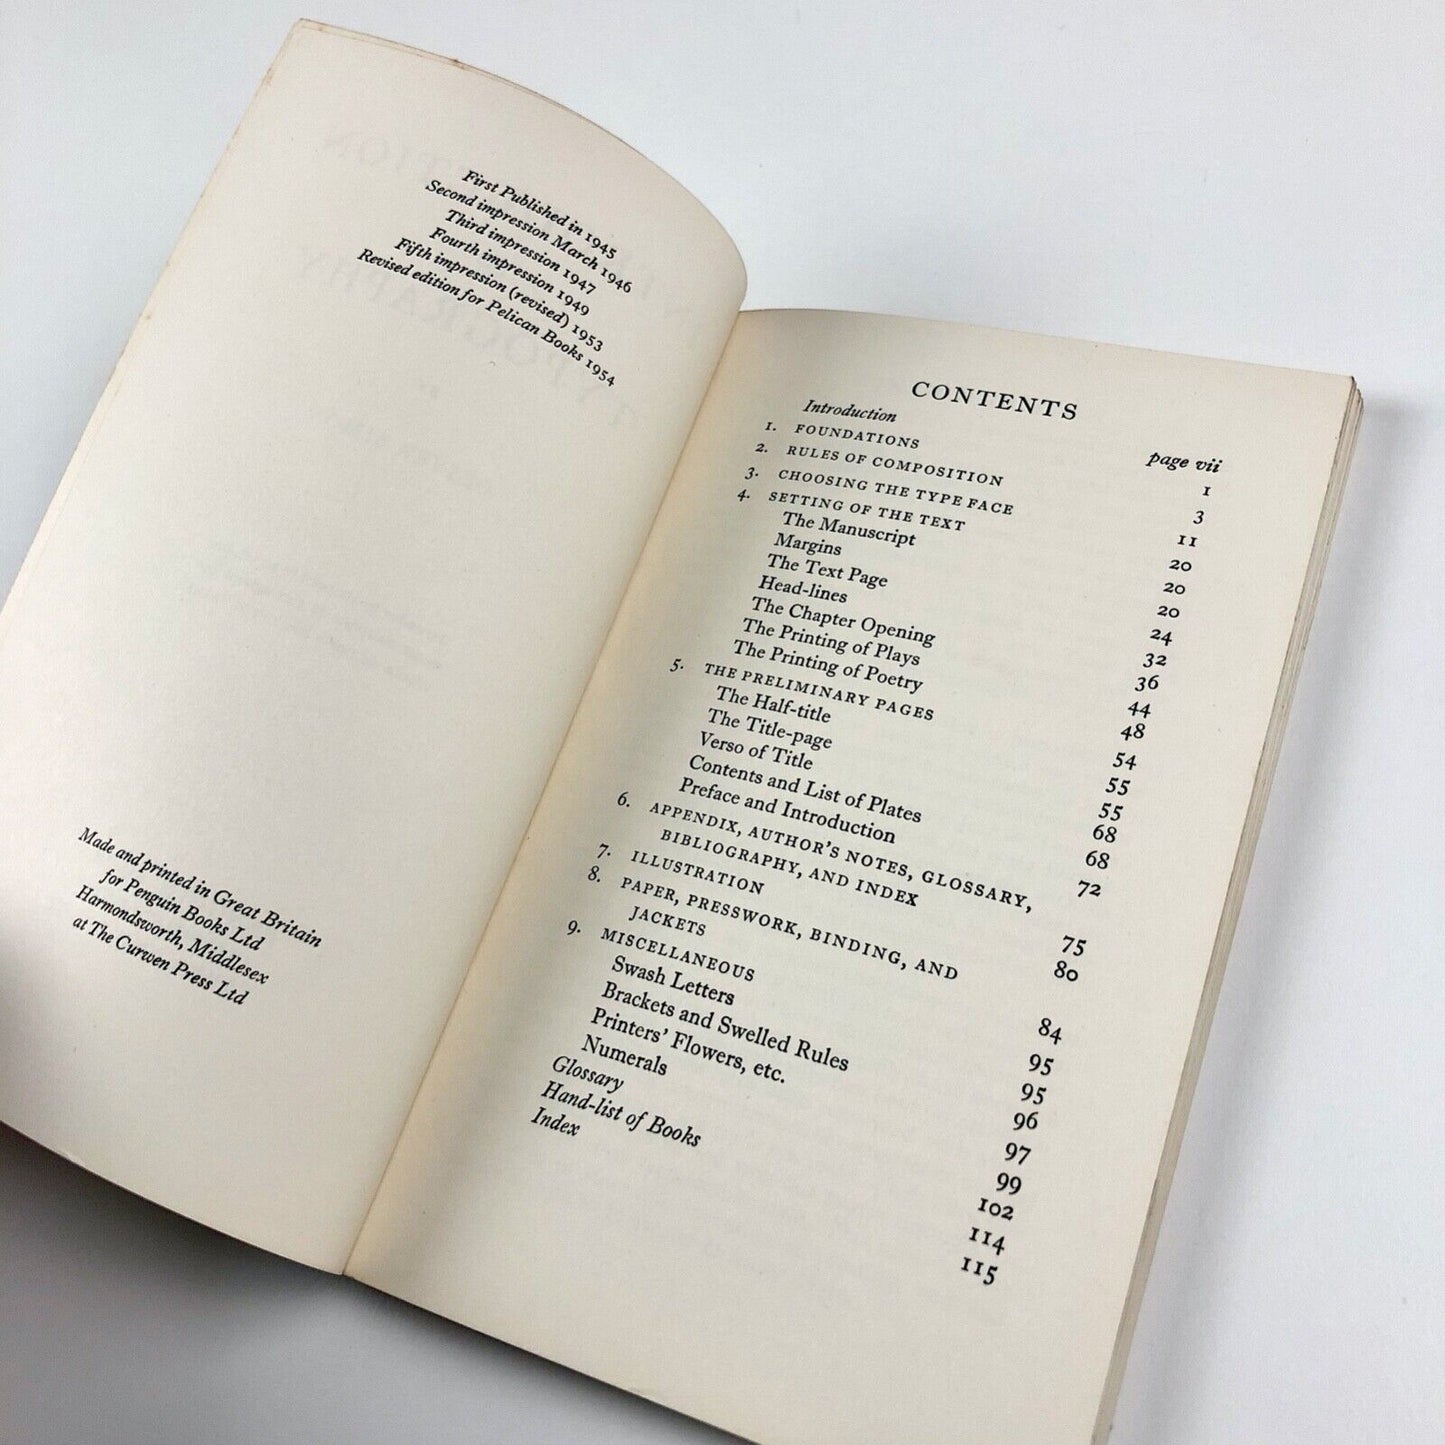 First Published in 1945
Second impression March 1946
Third impression 1947
Fourth impression 1949
Fifth impression (revised) 1953
Revised edition for Pelican Books 1954
Made and printed in Great Britain
for Penguin Books Ltd
Harmondsworth, Middlesex
at The Curwen Press Ltd
CONTENTS
Introduction page vii
1. FOUNDATIONS 1
2. RULES OF COMPOSITION 3
3. CHOOSING THE TYPE FACE 11
4. SETTING OF THE TEXT 20
The Manuscript 20
Margins 20
The Text Page 24
Head-lines 32
The Chapter Opening 36
The Printing of Plays 44
The Printing of Poetry 48
5. THE PRELIMINARY PAGES 54
The Half-title 55
The Title-page 55
Verso of Title 68
Contents and List of Plates 68
Preface and Introduction 72
6. APPENDIX, AUTHOR'S NOTES, GLOSSARY,
BIBLIOGRAPHY, AND INDEX 75
7. ILLUSTRATION 80
8. PAPER, PRESSWORK, BINDING, AND
JACKETS 84
9. MISCELLANEOUS 95
Swash Letters 95
Brackets and Swelled Rules 96
Printers' Flowers, etc. 97
Numerals 99
Glossary 102
Hand-list of Books 114
Index 115